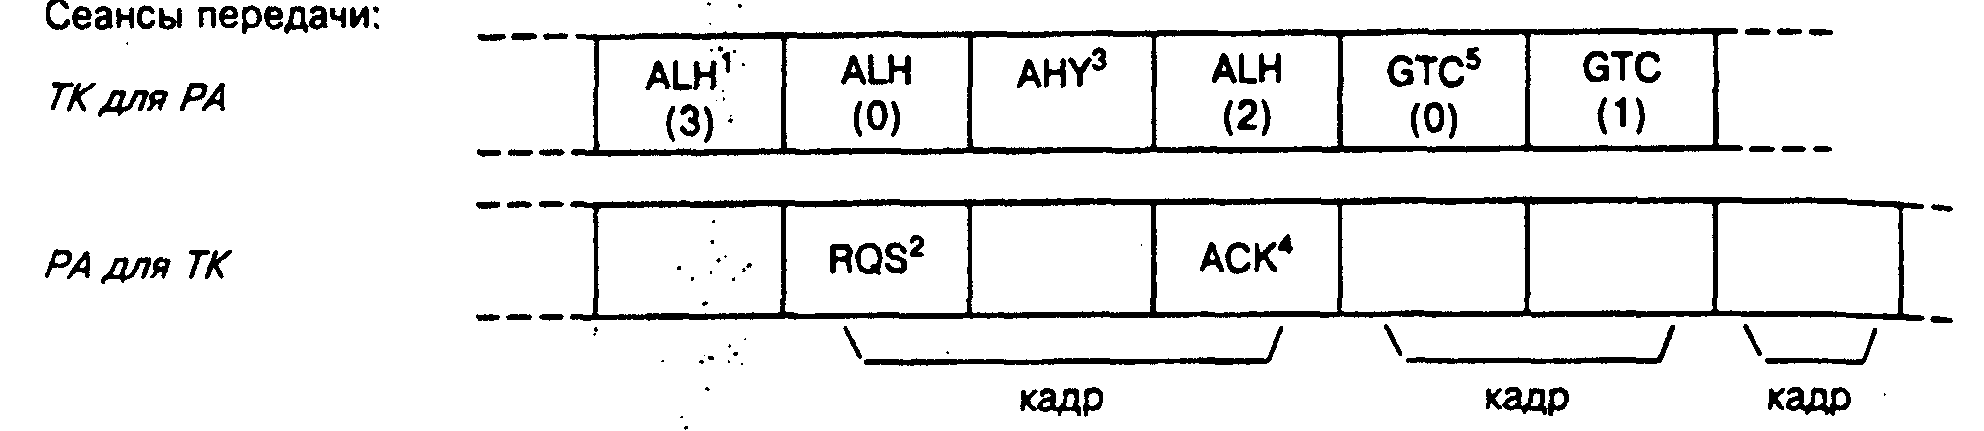 Сеансы передачи:
ТК для РА
ALH¹ ALH AHY³ ALH GTC⁵ GTC
(3) (0) (2) (0) (1)
РА для ТК
RQS² ACK⁴
кадр кадр кадр